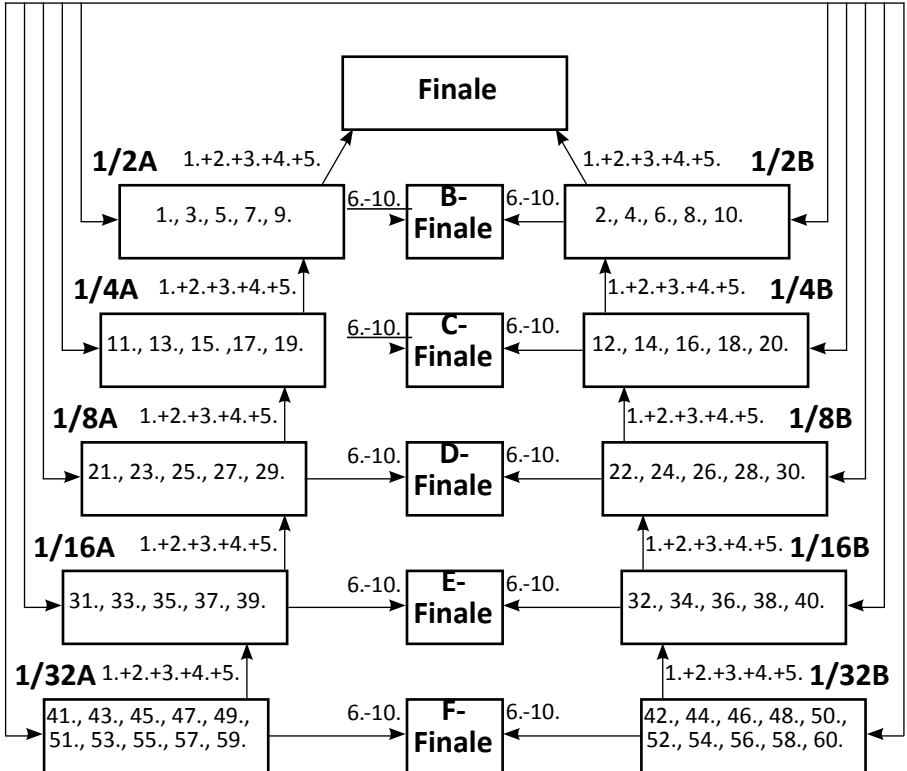 Finale
1/2A 1.+2.+3.+4.+5. 1.+2.+3.+4.+5. 1/2B
1., 3., 5., 7., 9. 6.-10. B- 6.-10. 2., 4., 6., 8., 10.
Finale
1/4A 1.+2.+3.+4.+5. 1.+2.+3.+4.+5. 1/4B
11., 13., 15. ,17., 19. 6.-10. C- 6.-10. 12., 14., 16., 18., 20.
Finale
1/8A 1.+2.+3.+4.+5. 1.+2.+3.+4.+5. 1/8B
21., 23., 25., 27., 29. 6.-10. D- 6.-10. 22., 24., 26., 28., 30.
Finale
1/16A 1.+2.+3.+4.+5. 1.+2.+3.+4.+5. 1/16B
31., 33., 35., 37., 39. 6.-10. E- 6.-10. 32., 34., 36., 38., 40.
Finale
1/32A 1.+2.+3.+4.+5. 1.+2.+3.+4.+5. 1/32B
41., 43., 45., 47., 49., 6.-10. F- 6.-10. 42., 44., 46., 48., 50.,
51., 53., 55., 57., 59. Finale 52., 54., 56., 58., 60.